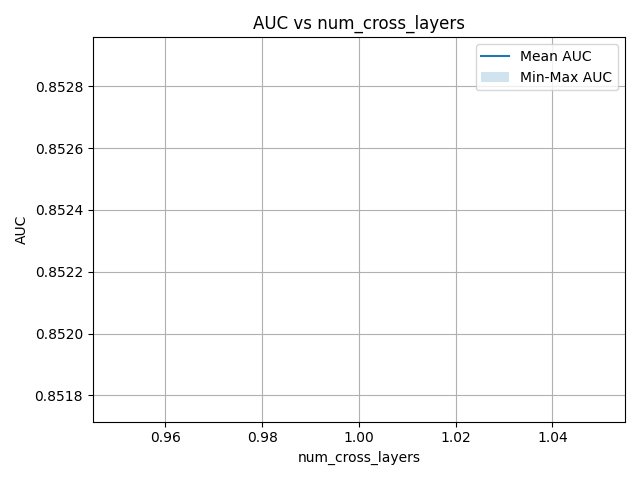 AUC vs num_cross_layers
Mean AUC
Min-Max AUC
AUC
0.8528
0.8526
0.8524
0.8522
0.8520
0.8518
0.96 0.98 1.00 1.02 1.04
num_cross_layers